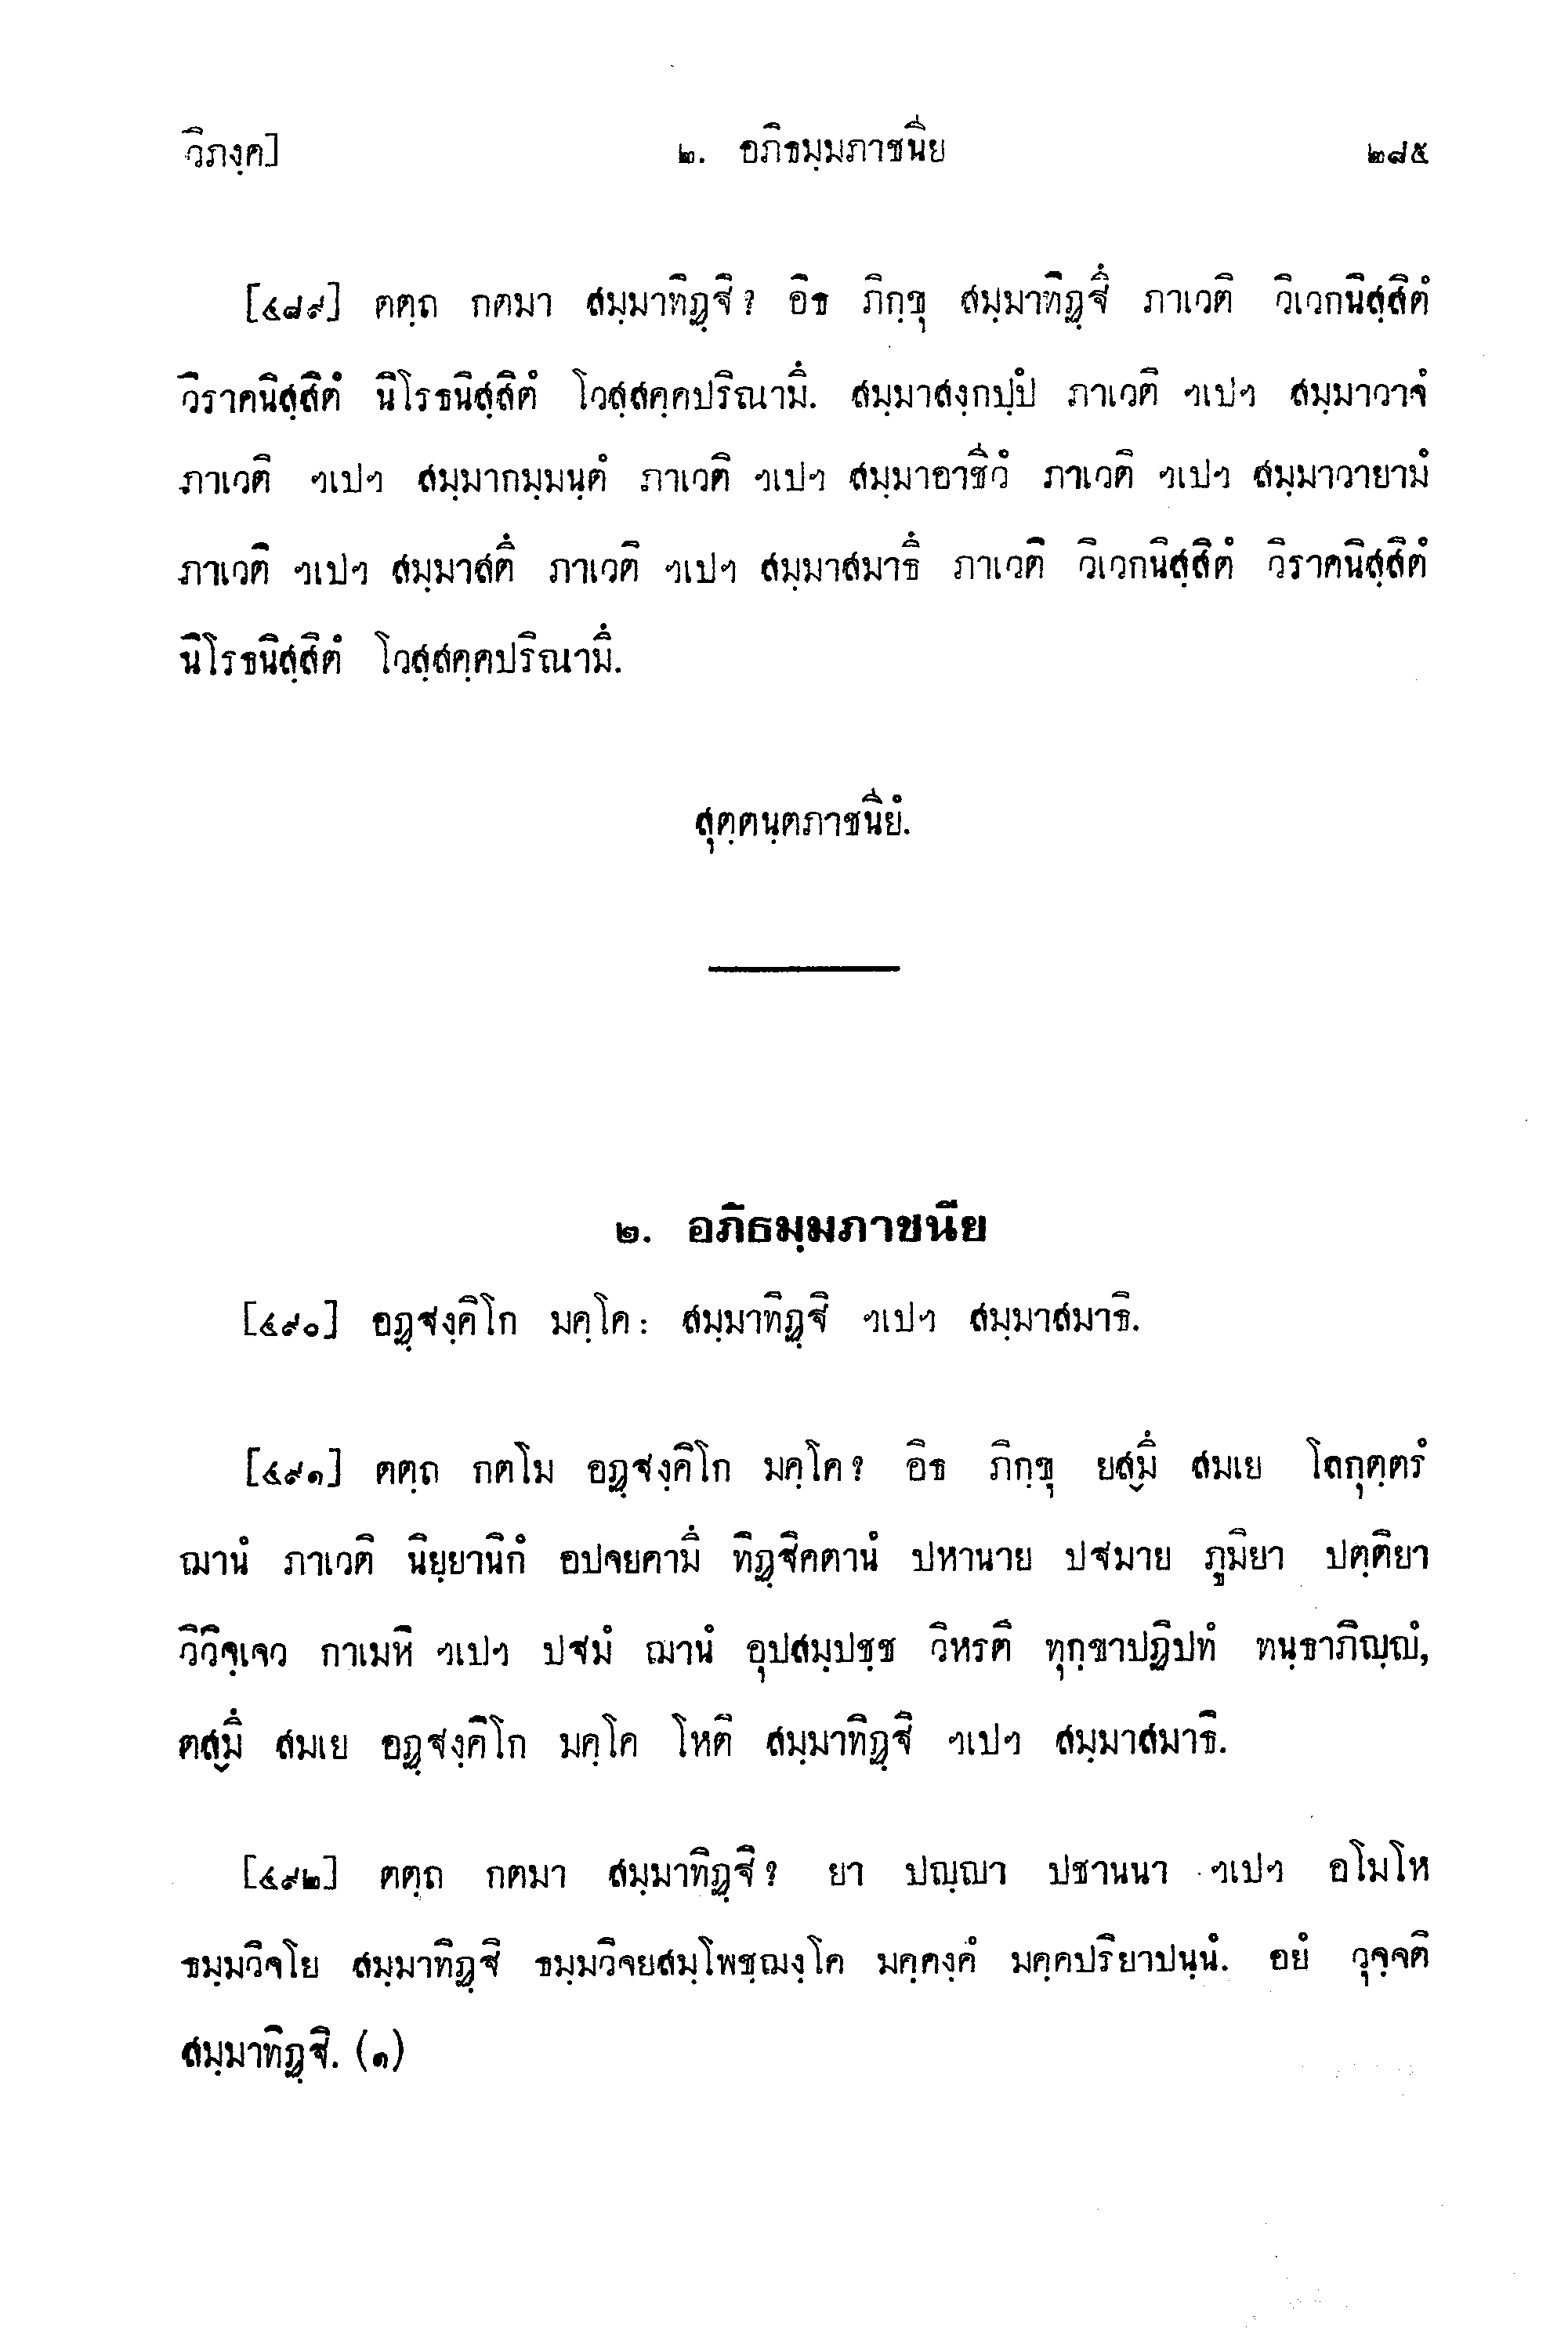 วิภงฺค]
๒. อภิธมฺมภาชนีย
๒๘๕
[๔๘๙] ตตฺถ กตมา สมฺมาทิฏฺฐิ? อิธ ภิกฺขุ สมฺมาทิฏฺฐึ ภาเวติ วิเวกนิสฺสิตํ
วิราคนิสฺสิตํ นิโรธนิสฺสิตํ โวสฺสคฺคปริณามึ. สมฺมาสงฺกปฺปํ ภาเวติ ฯเปฯ สมฺมาวาจํ
ภาเวติ ฯเปฯ สมฺมากมฺมนฺตํ ภาเวติ ฯเปฯ สมฺมาอาชีวํ ภาเวติ ฯเปฯ สมฺมาวายามํ
ภาเวติ ฯเปฯ สมฺมาสตึ ภาเวติ ฯเปฯ สมฺมาสมาธึ ภาเวติ วิเวกนิสฺสิตํ วิราคนิสฺสิตํ
นิโรธนิสฺสิตํ โวสฺสคฺคปริณามึ.
สุตฺตนฺตภาชนียํ.
๒. อภิธมฺมภาชนีย
[๔๙๐] อฏฺฐงฺคิโก มคฺโค: สมฺมาทิฏฺฐิ ฯเปฯ สมฺมาสมาธิ.
[๔๙๑] ตตฺถ กตโม อฏฺฐงฺคิโก มคฺโค? อิธ ภิกฺขุ ยสฺมึ สมเย โลกุตฺตรํ
ฌานํ ภาเวติ นิยฺยานิกํ อปจยคามึ ทิฏฺฐิคตานํ ปหานาย ปฐมาย ภูมิยา ปตฺติยา
วิวิจฺเจว กาเมหิ ฯเปฯ ปฐมํ ฌานํ อุปสมฺปชฺช วิหรติ ทุกฺขาปฏิปทํ ทนฺธาภิญฺญํ,
ตสฺมึ สมเย อฏฺฐงฺคิโก มคฺโค โหติ สมฺมาทิฏฺฐิ ฯเปฯ สมฺมาสมาธิ.
[๔๙๒] ตตฺถ กตมา สมฺมาทิฏฺฐิ? ยา ปญฺญา ปชานนา ฯเปฯ อโมโห
ธมฺมวิจโย สมฺมาทิฏฺฐิ ธมฺมวิจยสมฺโพชฺฌงฺโค มคฺคงฺคํ มคฺคปริยาปนฺนํ. อยํ วุจฺจติ
สมฺมาทิฏฺฐิ. (๑)